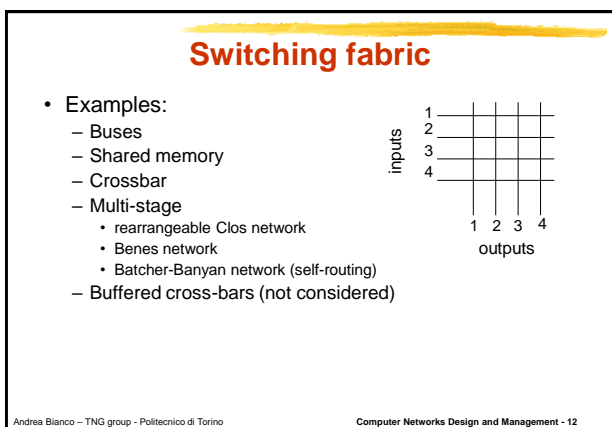 Switching fabric
• Examples:
– Buses
– Shared memory
– Crossbar
– Multi-stage
• rearrangeable Clos network
• Benes network
• Batcher-Banyan network (self-routing)
– Buffered cross-bars (not considered)
inputs
1
2
3
4
1 2 3 4
outputs
Andrea Bianco – TNG group - Politecnico di Torino
Computer Networks Design and Management - 12